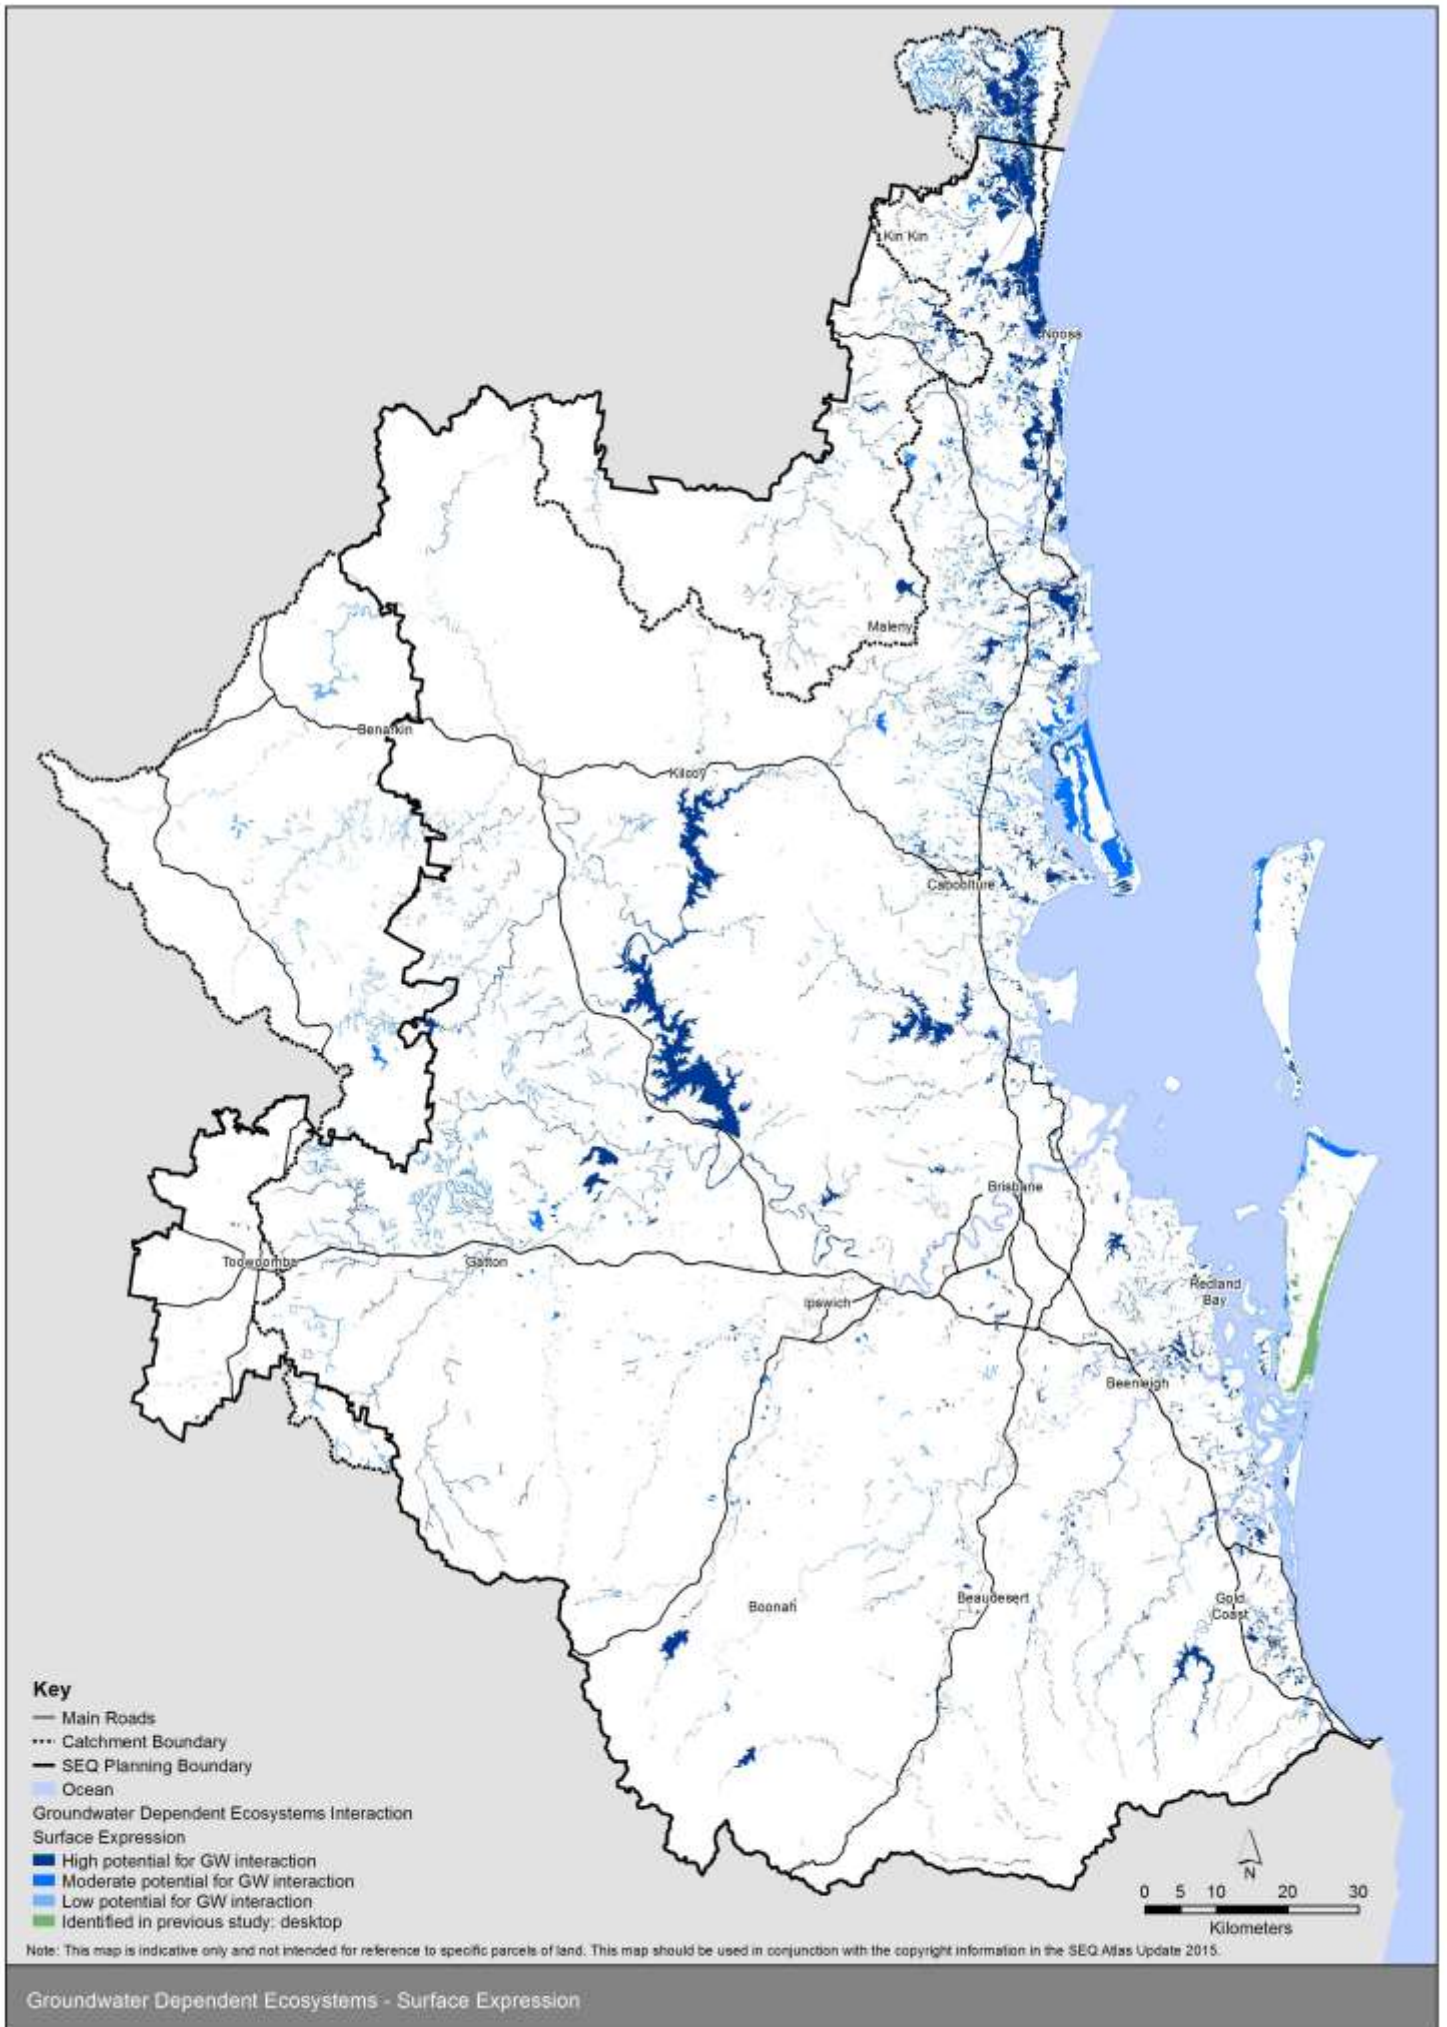 Kin Kin
Noosa
Maleny
Benarkin
Kilcoy
Caboolture
Brisbane
Toowoomba
Gatton
Redland
Bay
Ipswich
Beenleigh
Boonah
Beaudesert
Gold
Coast
Key
Main Roads
Catchment Boundary
SEQ Planning Boundary
Ocean
Groundwater Dependent Ecosystems Interaction
Surface Expression
High potential for GW interaction
Moderate potential for GW interaction
Low potential for GW interaction
Identified in previous study: desktop
N
0 5 10 20 30
Kilometers
Note: This map is indicative only and not intended for reference to specific parcels of land. This map should be used in conjunction with the copyright information in the SEQ Atlas Update 2015.
Groundwater Dependent Ecosystems - Surface Expression